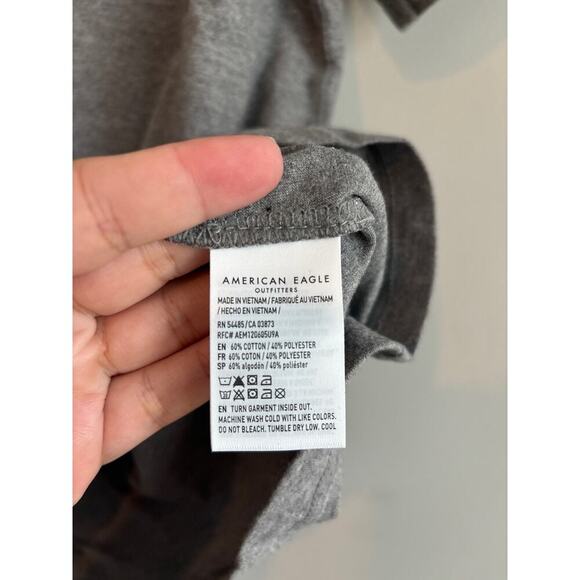 AMERICAN EAGLE
OUTFITTERS
MADE IN VIETNAM / FABRIQUÉ AU VIETNAM
/ HECHO EN VIETNAM /
RN 54485/CA 03873
RFC# AEM120605U9A
EN 60% COTTON / 40% POLYESTER
FR 60% COTON / 40% POLYESTER
SP 60% algodón / 40% poliéster
EN TURN GARMENT INSIDE OUT.
MACHINE WASH COLD WITH LIKE COLORS.
DO NOT BLEACH. TUMBLE DRY LOW. COOL